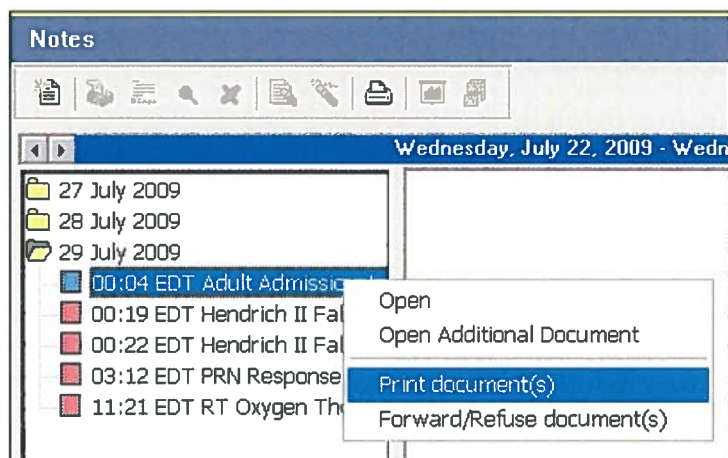 Notes
Wednesday, July 22, 2009 - Wedn
27 July 2009
28 July 2009
29 July 2009
00:04 EDT Adult Admission
00:19 EDT Hendrich II Fal
00:22 EDT Hendrich II Fal
03:12 EDT PRN Response
11:21 EDT RT Oxygen Th
Open
Open Additional Document
Print document(s)
Forward/Refuse document(s)